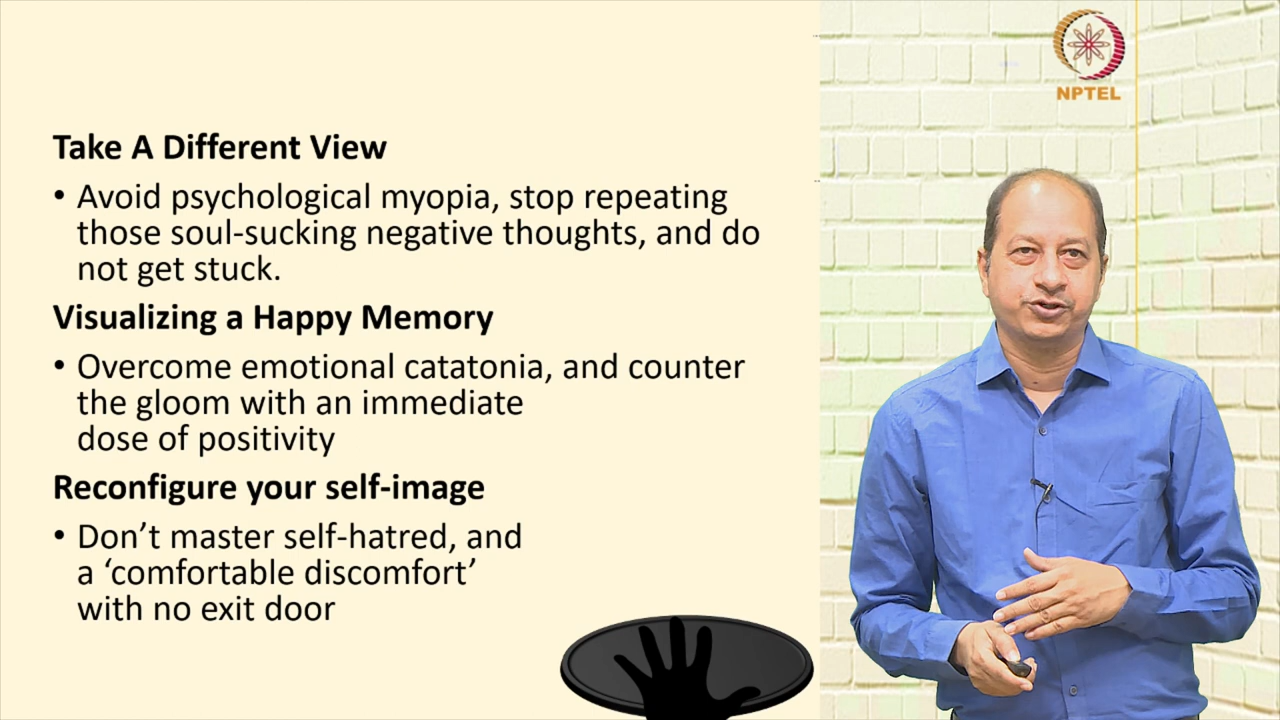 Take A Different View
• Avoid psychological myopia, stop repeating
those soul-sucking negative thoughts, and do
not get stuck.
Visualizing a Happy Memory
• Overcome emotional catatonia, and counter
the gloom with an immediate
dose of positivity
Reconfigure your self-image
• Don’t master self-hatred, and
a ‘comfortable discomfort’
with no exit door
NPTEL